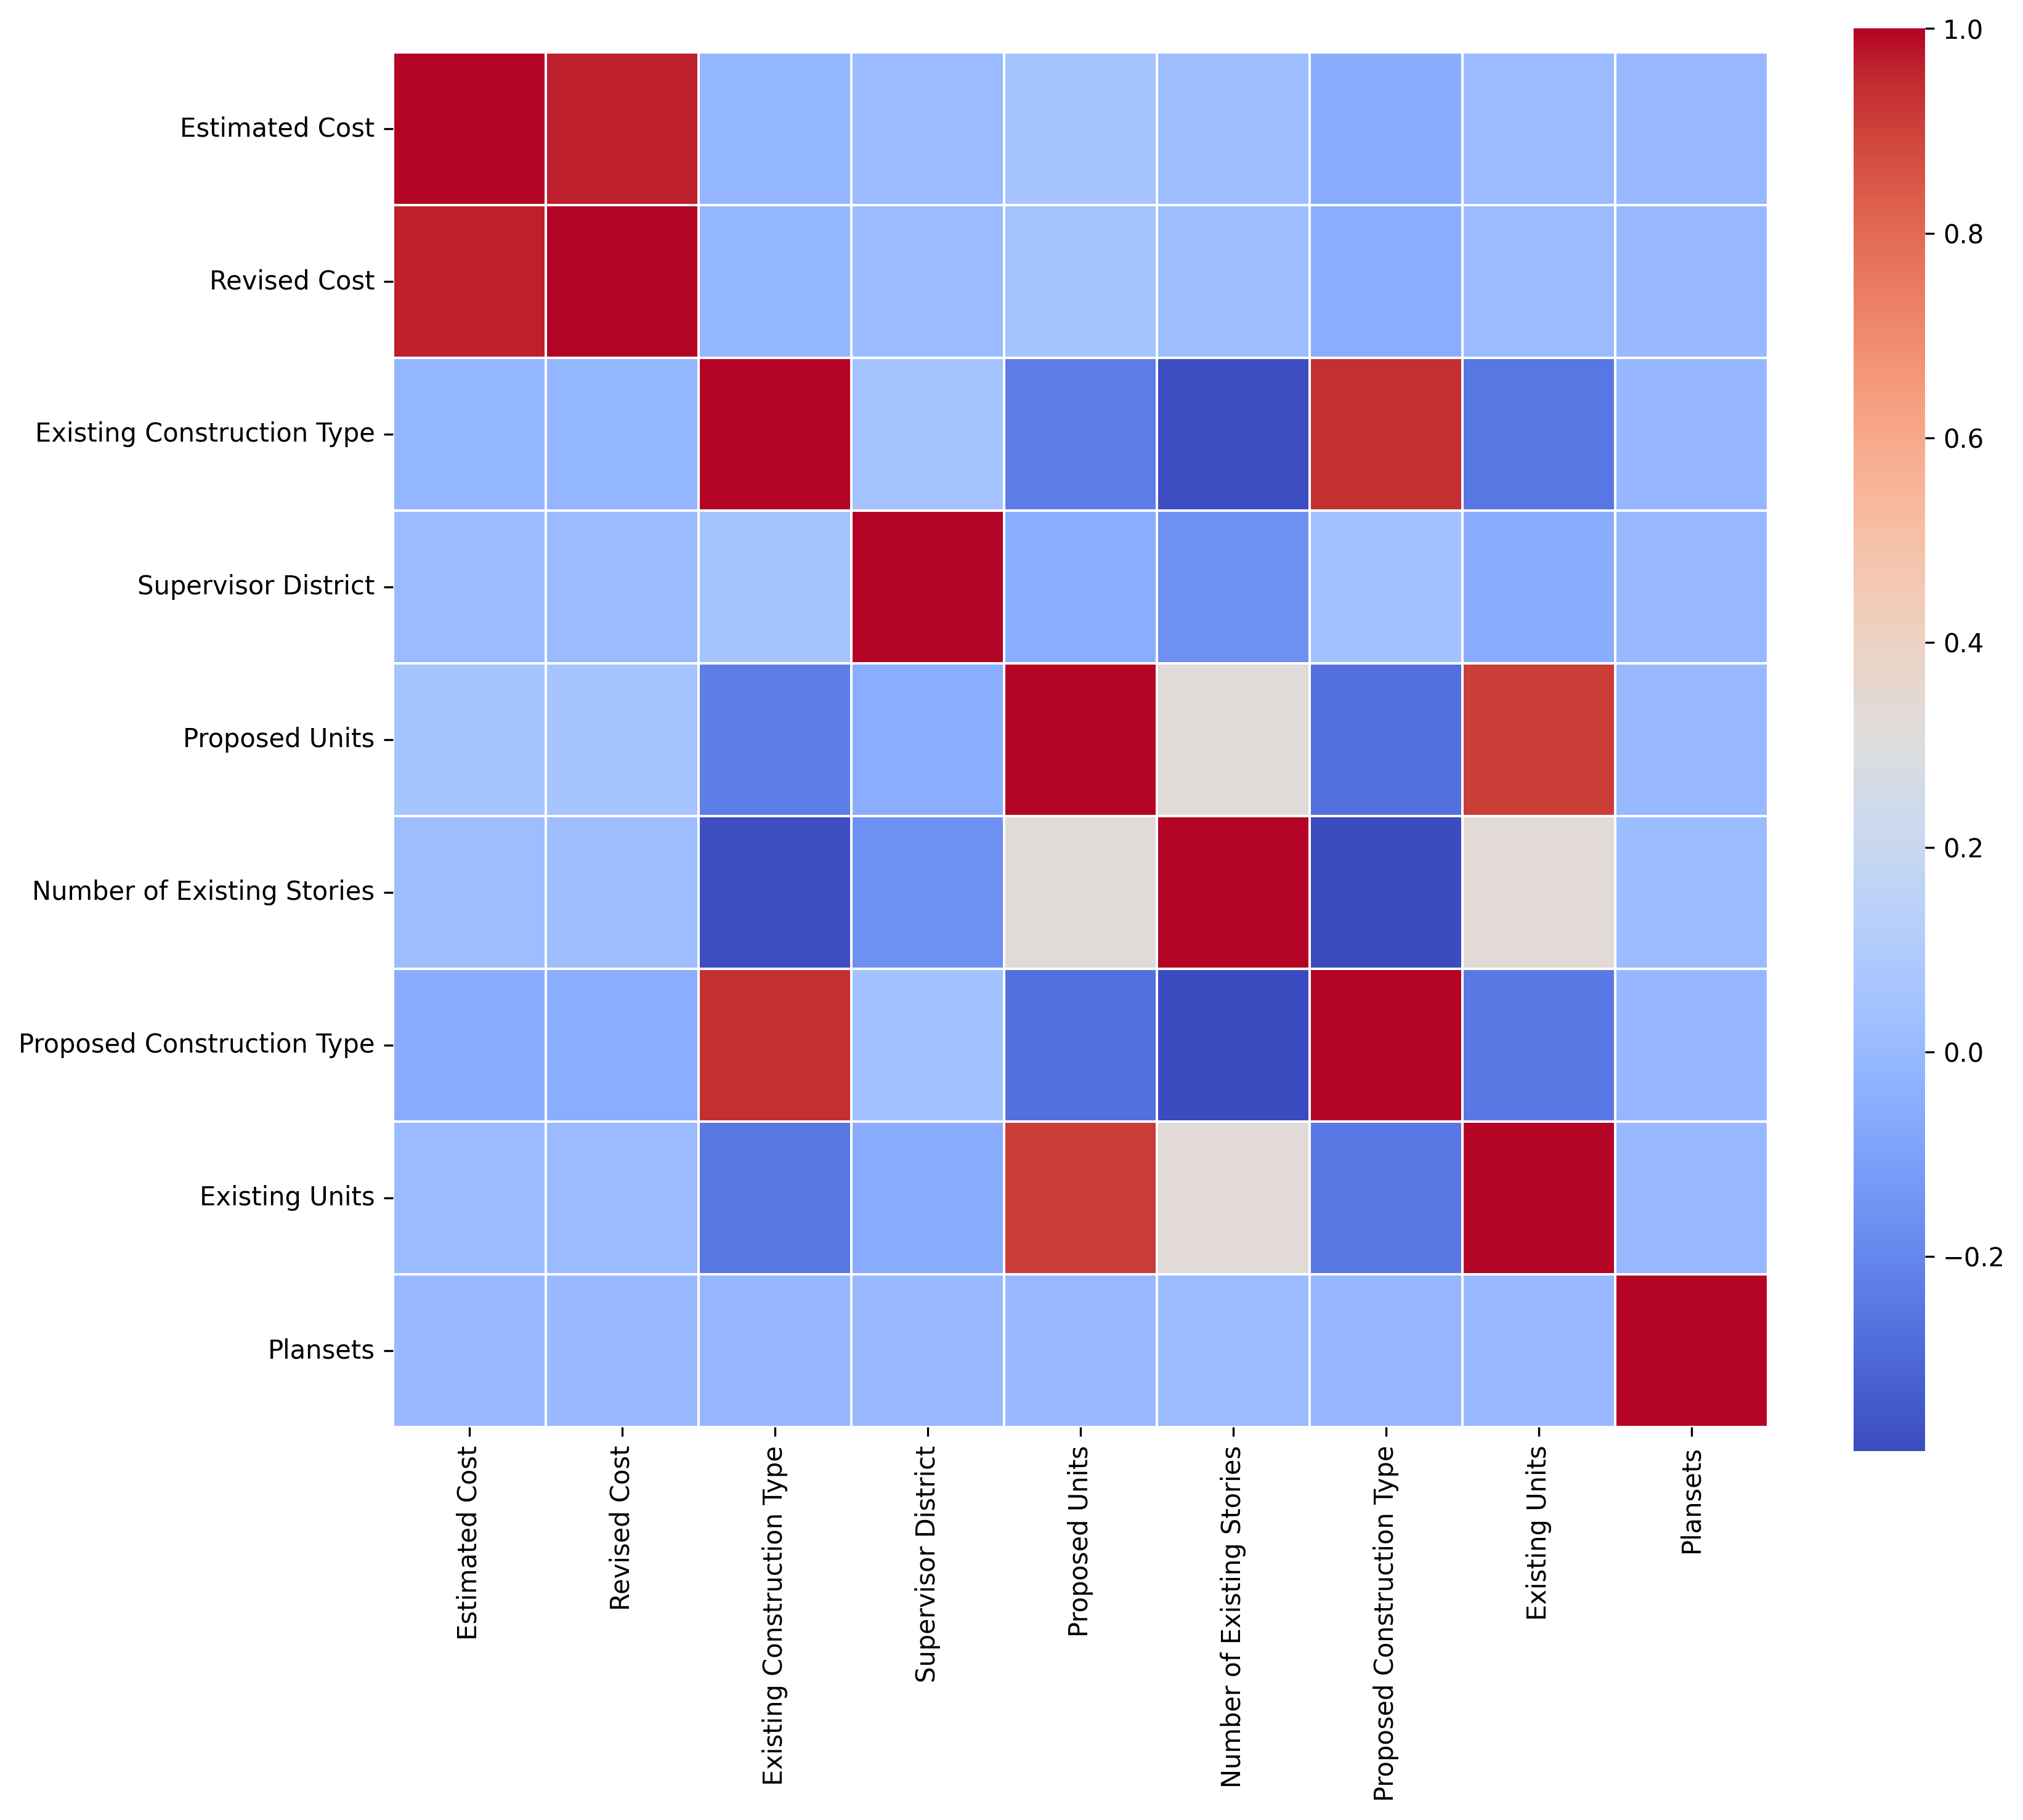 Estimated Cost
Revised Cost
Existing Construction Type
Supervisor District
Proposed Units
Number of Existing Stories
Proposed Construction Type
Existing Units
Plansets
Estimated Cost
Revised Cost
Existing Construction Type
Supervisor District
Proposed Units
Number of Existing Stories
Proposed Construction Type
Existing Units
Plansets
1.0
0.8
0.6
0.4
0.2
0.0
−0.2